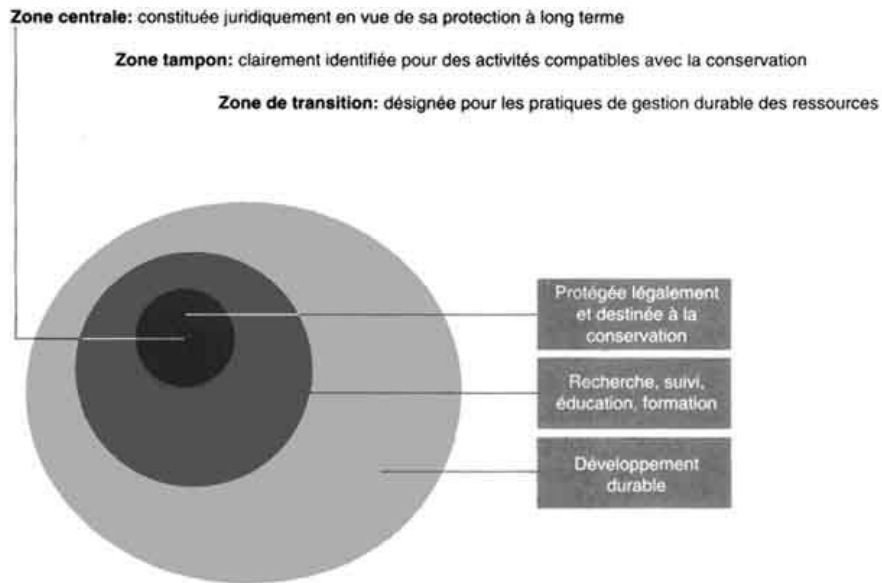 Zone centrale: constituée juridiquement en vue de sa protection à long terme
Zone tampon: clairement identifiée pour des activités compatibles avec la conservation
Zone de transition: désignée pour les pratiques de gestion durable des ressources
Protégée légalement
et destinée à la
conservation
Recherche, suivi,
éducation, formation
Développement
durable